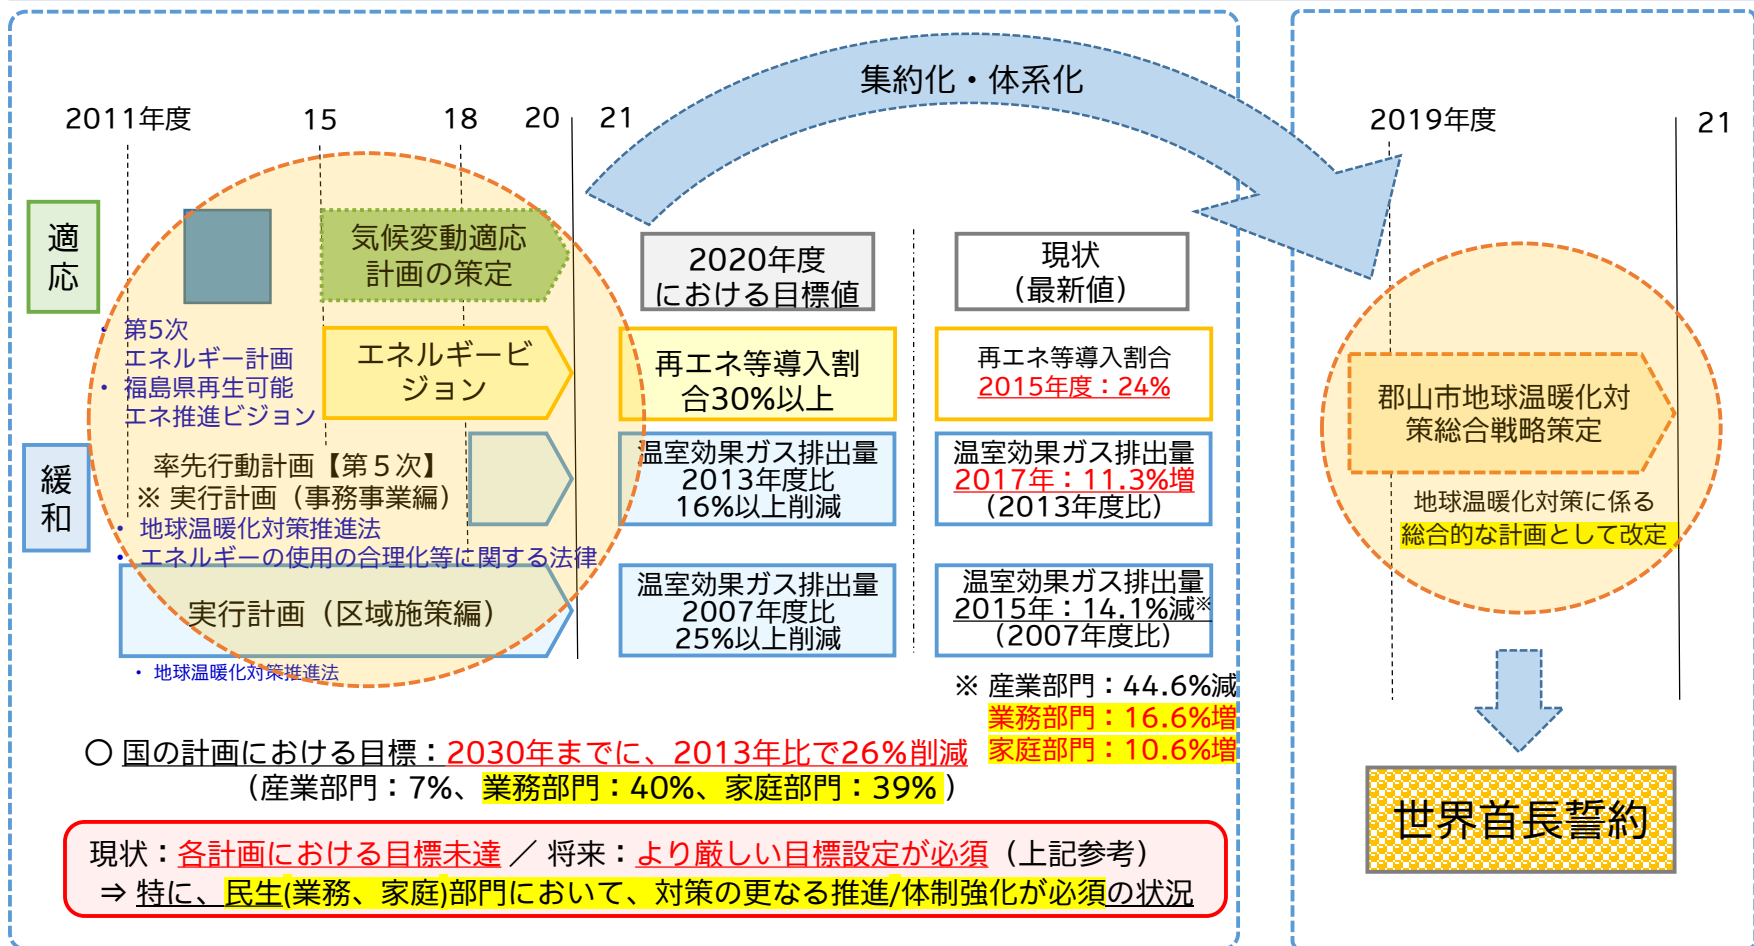 集約化・体系化
2011年度
15
18
20
21
2019年度
21
適
応
気候変動適応
計画の策定
2020年度
における目標値
現状
（最新値）
・ 第5次
エネルギー計画
・ 福島県再生可能
エネ推進ビジョン
エネルギービ
ジョン
再エネ等導入割
合30%以上
再エネ等導入割合
2015年度：24%
緩
和
率先行動計画【第５次】
※ 実行計画（事務事業編）
・ 地球温暖化対策推進法
・ エネルギーの使用の合理化等に関する法律
温室効果ガス排出量
2013年度比
16%以上削減
温室効果ガス排出量
2017年：11.3%増
（2013年度比）
実行計画（区域施策編）
・ 地球温暖化対策推進法
温室効果ガス排出量
2007年度比
25%以上削減
温室効果ガス排出量
2015年：14.1%減※
（2007年度比）
※ 産業部門：44.6%減
業務部門：16.6%増
家庭部門：10.6%増
〇 国の計画における目標：2030年までに、2013年比で26%削減
（産業部門：7%、業務部門：40%、家庭部門：39% ）
現状：各計画における目標未達 ／ 将来：より厳しい目標設定が必須（上記参考）
⇒ 特に、民生(業務、家庭)部門において、対策の更なる推進/体制強化が必須の状況
郡山市地球温暖化対
策総合戦略策定
地球温暖化対策に係る
総合的な計画として改定
世界首長誓約